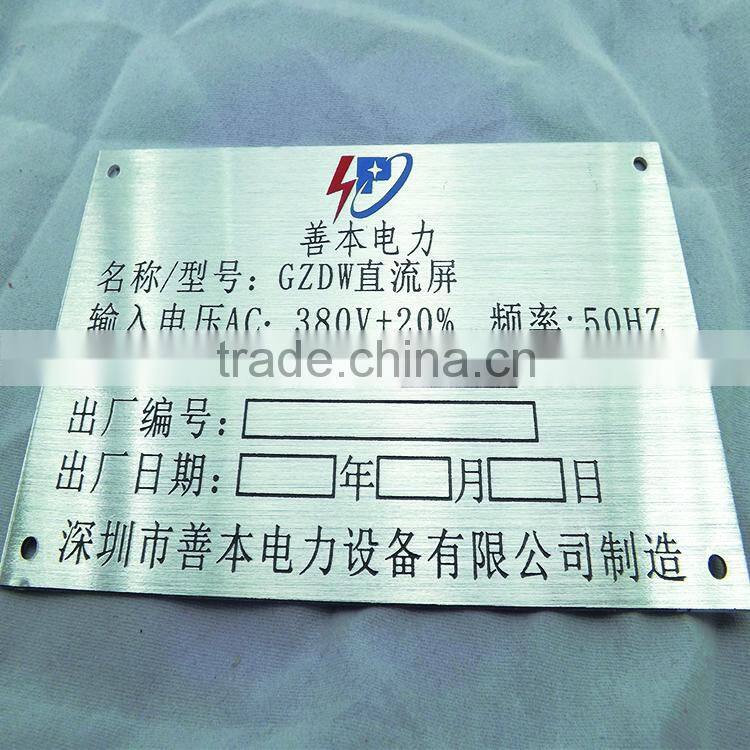 善本电力
名称/型号: GZDW直流屏
输入电压AC: 380V±20% 频率:50HZ
trade.china.cn
出厂编号:
出厂日期: 年 月 日
深圳市善本电力设备有限公司制造